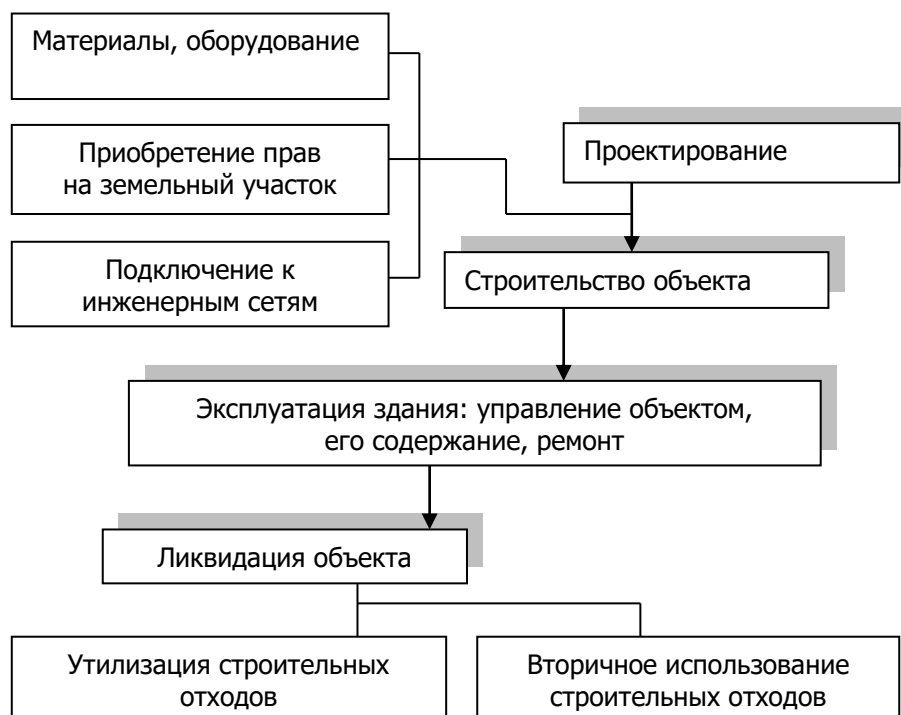 Материалы, оборудование
Приобретение прав
на земельный участок
Проектирование
Подключение к
инженерным сетям
Строительство объекта
Эксплуатация здания: управление объектом,
его содержание, ремонт
Ликвидация объекта
Утилизация строительных
отходов
Вторичное использование
строительных отходов